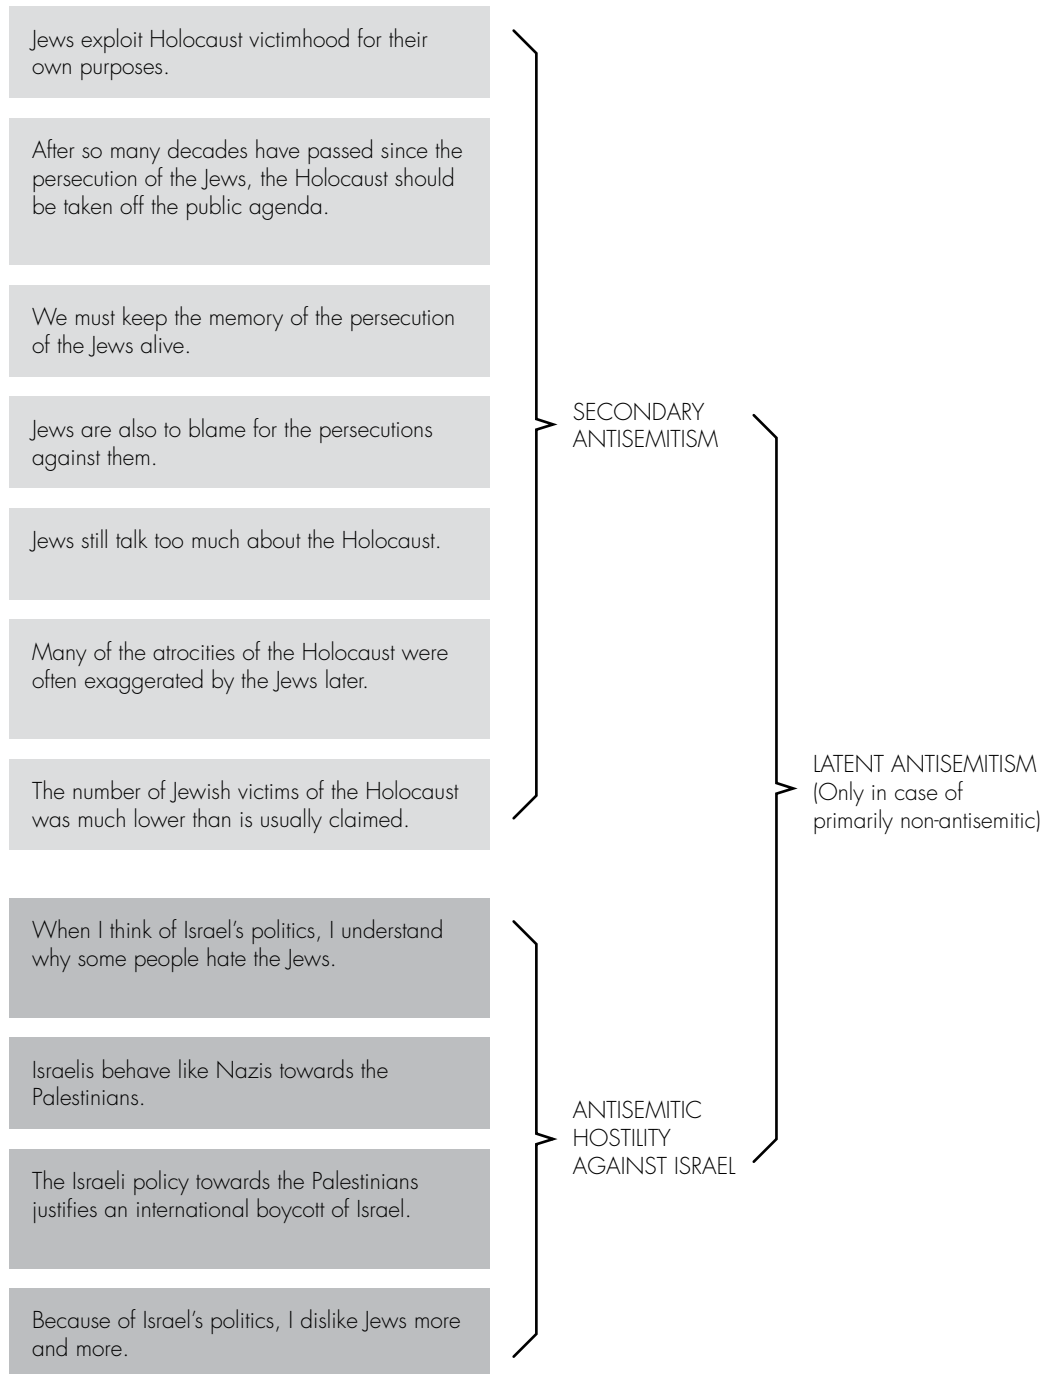 Jews exploit Holocaust victimhood for their
own purposes.
After so many decades have passed since the
persecution of the Jews, the Holocaust should
be taken off the public agenda.
We must keep the memory of the persecution
of the Jews alive.
Jews are also to blame for the persecutions
against them.
Jews still talk too much about the Holocaust.
Many of the atrocities of the Holocaust were
often exaggerated by the Jews later.
The number of Jewish victims of the Holocaust
was much lower than is usually claimed.
SECONDARY
ANTISEMITISM
When I think of Israel’s politics, I understand
why some people hate the Jews.
Israelis behave like Nazis towards the
Palestinians.
The Israeli policy towards the Palestinians
justifies an international boycott of Israel.
Because of Israel’s politics, I dislike Jews more
and more.
ANTISEMITIC
HOSTILITY
AGAINST ISRAEL
LATENT ANTISEMITISM
(Only in case of
primarily non-antisemitic)